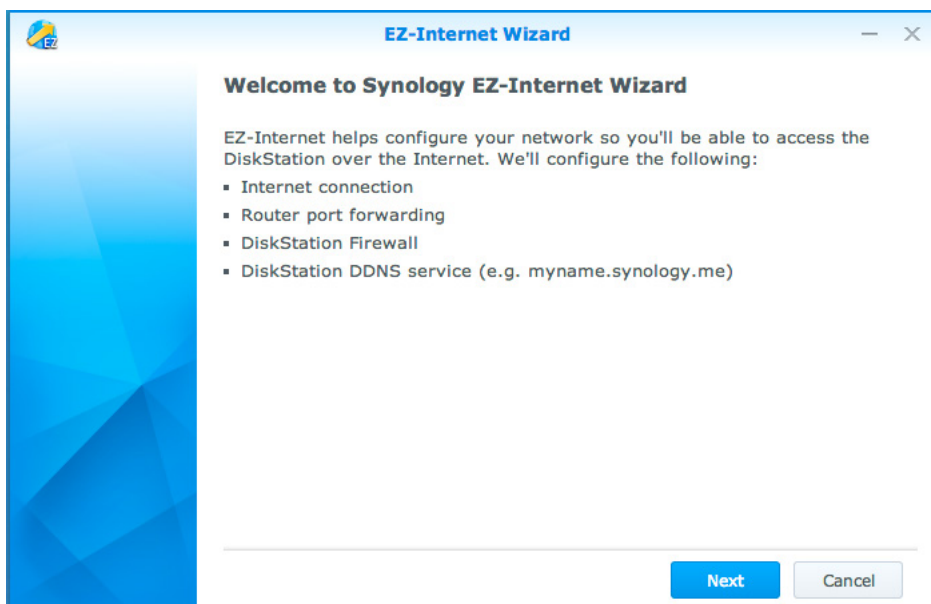 EZ
EZ-Internet Wizard
Welcome to Synology EZ-Internet Wizard
EZ-Internet helps configure your network so you'll be able to access the
DiskStation over the Internet. We'll configure the following:
▪ Internet connection
▪ Router port forwarding
▪ DiskStation Firewall
▪ DiskStation DDNS service (e.g. myname.synology.me)
Next
Cancel